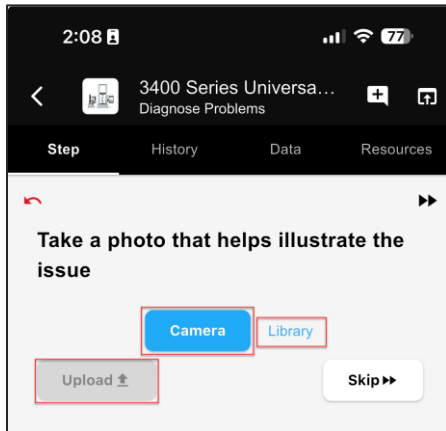 2:08
77
3400 Series Universa...
Diagnose Problems
Step History Data Resources
Take a photo that helps illustrate the
issue
Camera Library
Upload Skip